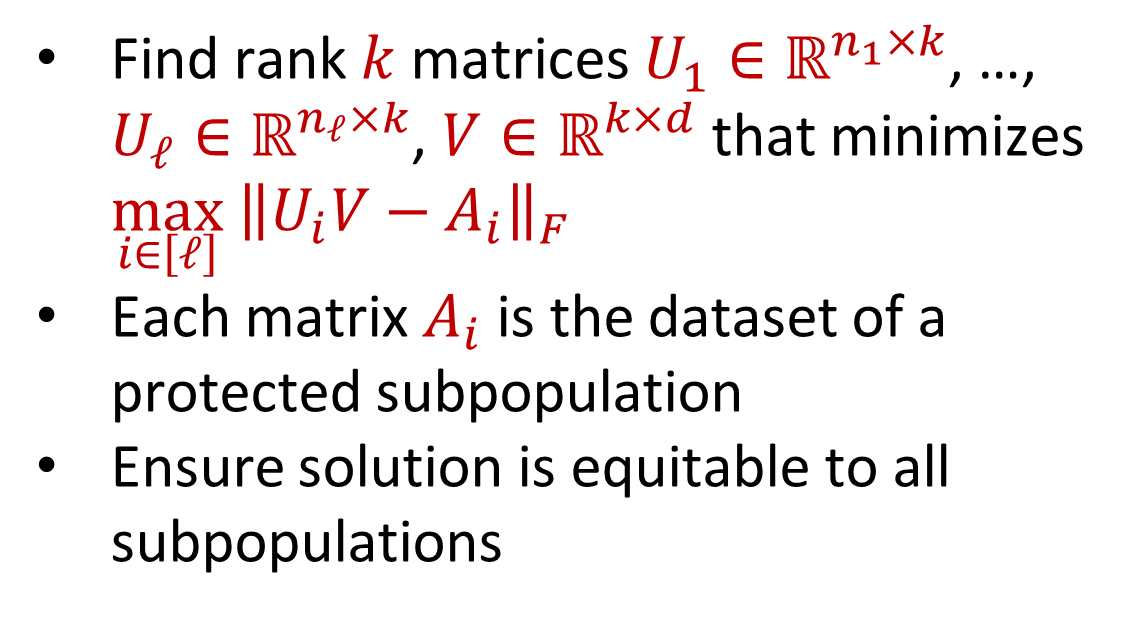 • Find rank k matrices U₁ ∈ ℝ^{n₁×k}, …,
U_ℓ ∈ ℝ^{n_ℓ×k}, V ∈ ℝ^{k×d} that minimizes
max_{i∈[ℓ]} ‖U_iV − A_i‖_F
• Each matrix A_i is the dataset of a
protected subpopulation
• Ensure solution is equitable to all
subpopulations